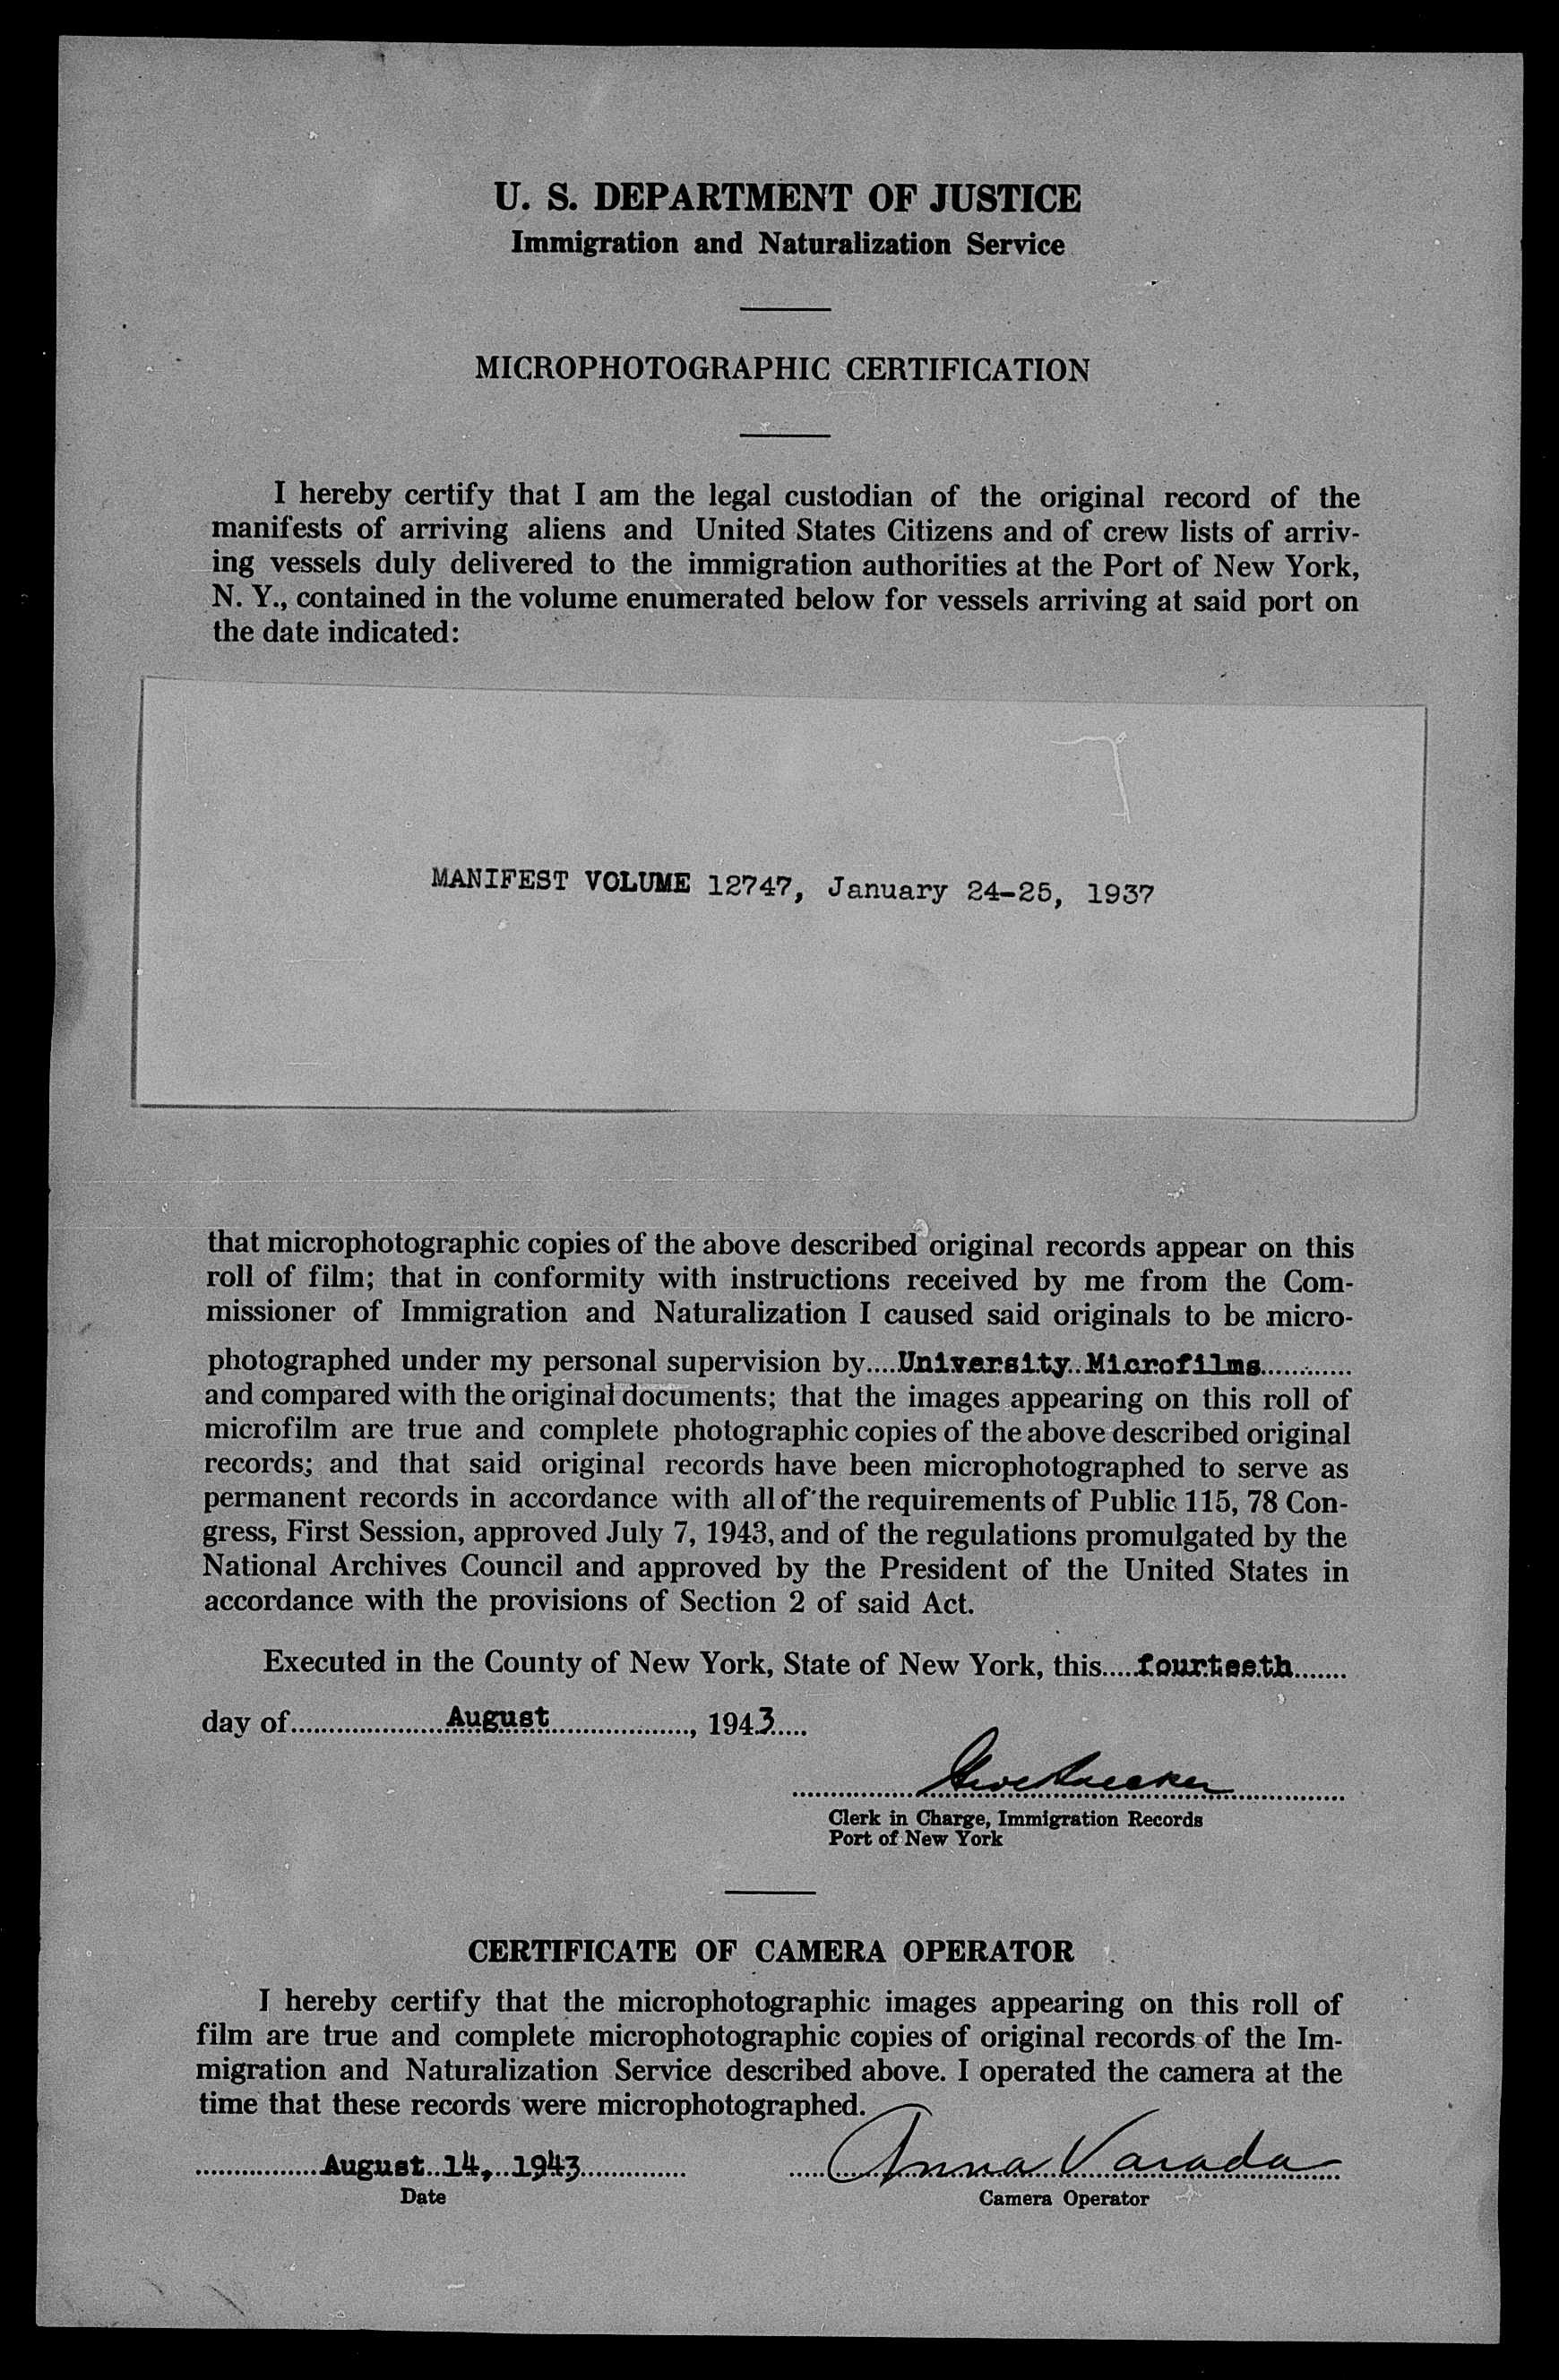 U. S. DEPARTMENT OF JUSTICE
Immigration and Naturalization Service
MICROPHOTOGRAPHIC CERTIFICATION
I hereby certify that I am the legal custodian of the original record of the
manifests of arriving aliens and United States Citizens and of crew lists of arriv-
ing vessels duly delivered to the immigration authorities at the Port of New York,
N. Y., contained in the volume enumerated below for vessels arriving at said port on
the date indicated:
MANIFEST VOLUME 12747, January 24-25, 1937
that microphotographic copies of the above described original records appear on this
roll of film; that in conformity with instructions received by me from the Com-
missioner of Immigration and Naturalization I caused said originals to be micro-
photographed under my personal supervision by....University Microfilms............
and compared with the original documents; that the images appearing on this roll of
microfilm are true and complete photographic copies of the above described original
records; and that said original records have been microphotographed to serve as
permanent records in accordance with all of the requirements of Public 115, 78 Con-
gress, First Session, approved July 7, 1943, and of the regulations promulgated by the
National Archives Council and approved by the President of the United States in
accordance with the provisions of Section 2 of said Act.
Executed in the County of New York, State of New York, this.....fourteeth.......
day of....................August..................., 1943.....
Clerk in Charge, Immigration Records
Port of New York
CERTIFICATE OF CAMERA OPERATOR
I hereby certify that the microphotographic images appearing on this roll of
film are true and complete microphotographic copies of original records of the Im-
migration and Naturalization Service described above. I operated the camera at the
time that these records were microphotographed.
.................August 14, 1943.............. Anna Varada
Date Camera Operator